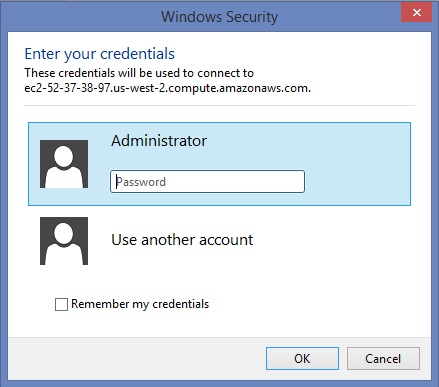 Windows Security
Enter your credentials
These credentials will be used to connect to
ec2-52-37-38-97.us-west-2.compute.amazonaws.com.
Administrator
Password
Use another account
Remember my credentials
OK
Cancel